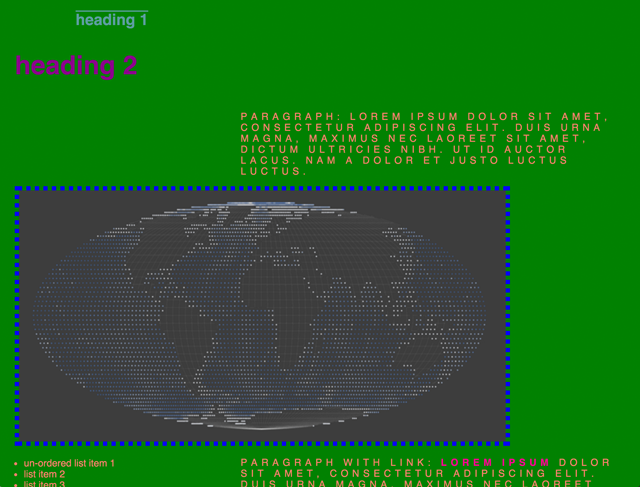 heading 1
heading 2
PARAGRAPH: LOREM IPSUM DOLOR SIT AMET,
CONSECTETUR ADIPISCING ELIT. DUIS URNA
MAGNA, MAXIMUS NEC LAOREET SIT AMET,
DICTUM ULTRICIES NIBH. UT ID AUCTOR
LACUS. NAM A DOLOR ET JUSTO LUCTUS
LUCTUS.
un-ordered list item 1
list item 2
list item 3
PARAGRAPH WITH LINK: LOREM IPSUM DOLOR
SIT AMET, CONSECTETUR ADIPISCING ELIT.
DUIS URNA MAGNA, MAXIMUS NEC LAOREET